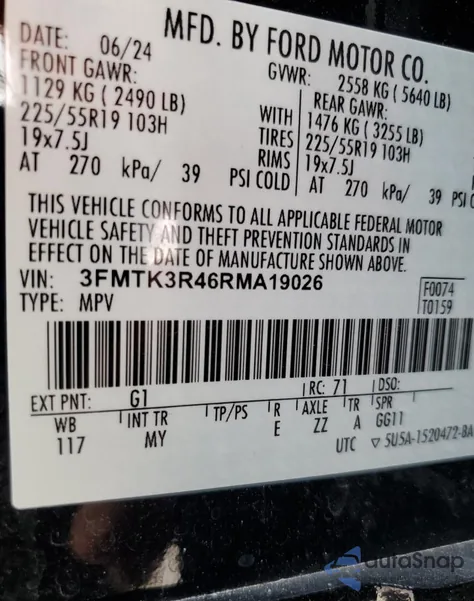 MFD. BY FORD MOTOR CO.
DATE: 06/24 GVWR: 2558 KG (5640 LB)
FRONT GAWR: REAR GAWR:
1129 KG (2490 LB) WITH 1476 KG (3255 LB)
225/55R19 103H TIRES 225/55R19 103H
19x7.5J RIMS 19x7.5J
AT 270 kPa/ 39 PSI COLD AT 270 kPa/ 39 PSI C
THIS VEHICLE CONFORMS TO ALL APPLICABLE FEDERAL MOTOR
VEHICLE SAFETY AND THEFT PREVENTION STANDARDS IN
EFFECT ON THE DATE OF MANUFACTURE SHOWN ABOVE.
VIN: 3FMTK3R46RMA19026 F0074
TYPE: MPV T0159
EXT PNT: G1 RC: 71 DSO:
WB INT TR TP/PS R AXLE TR SPR
117 MY E ZZ A GG11
UTC ▽ 5U5A-1520472-BA
autoSnap